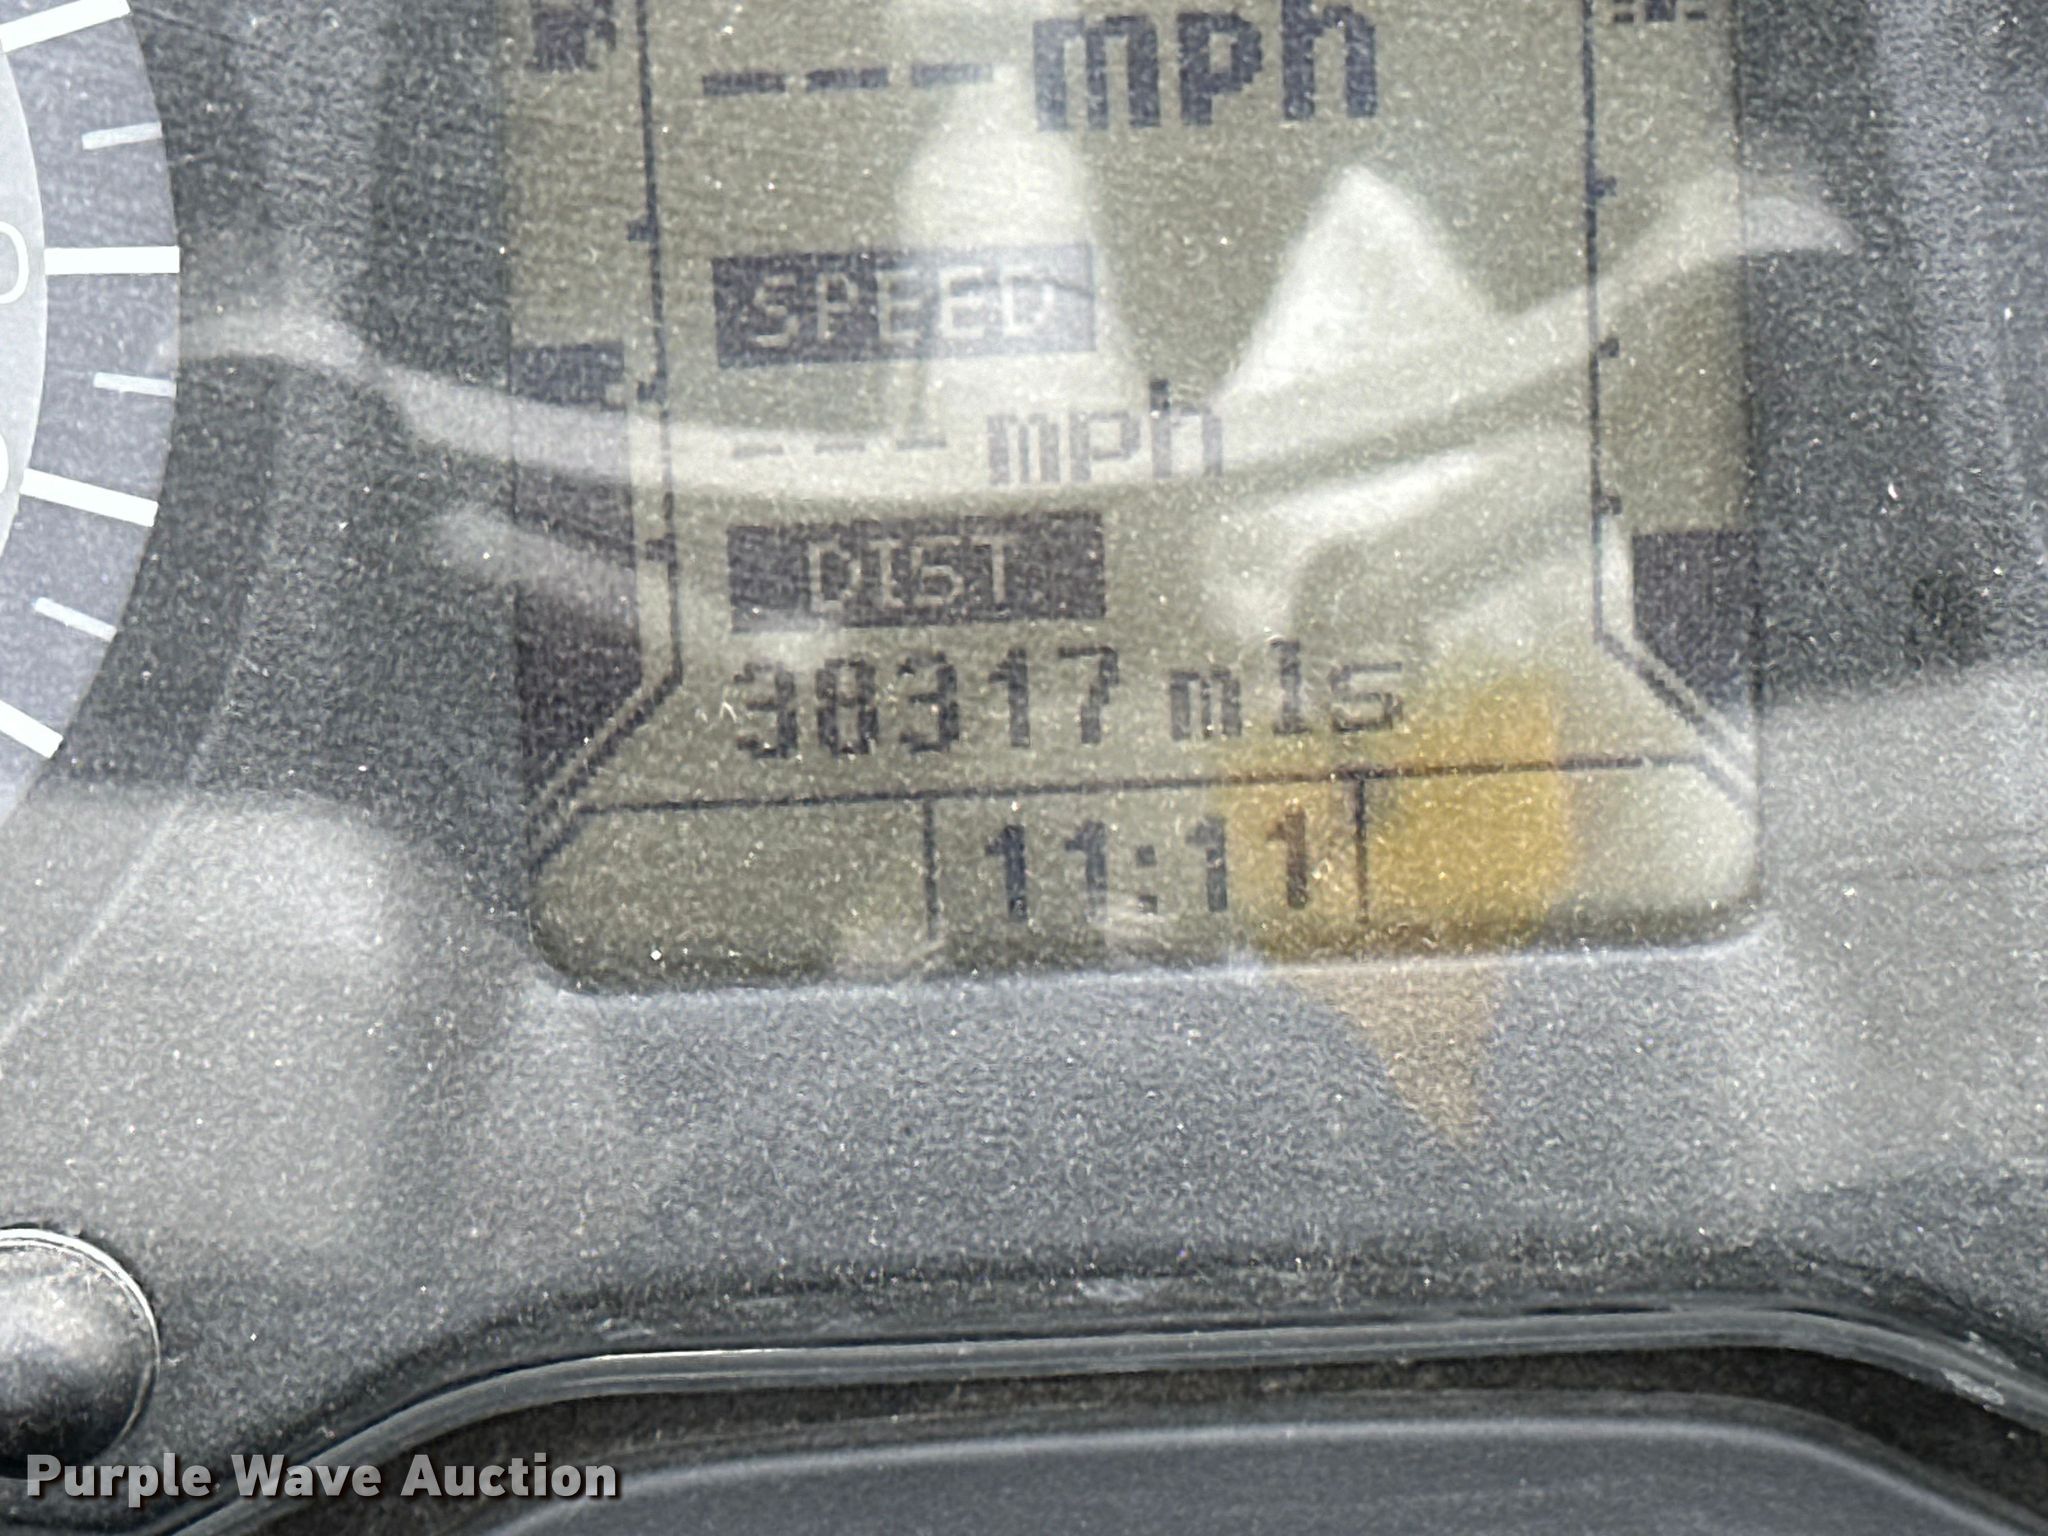 --- mph
SPEED
--- mph
DIST
38317 mls
11:11
Purple Wave Auction